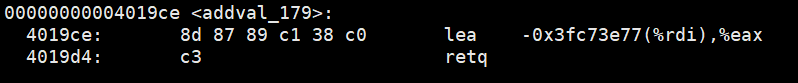 00000000004019ce <addval_179>:
4019ce: 8d 87 89 c1 38 c0 lea -0x3fc73e77(%rdi),%eax
4019d4: c3 retq